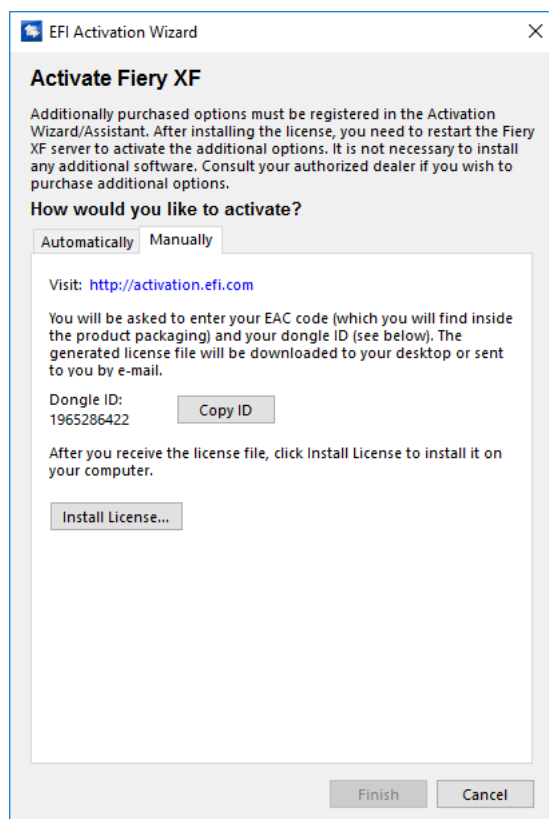 EFI Activation Wizard
Activate Fiery XF
Additionally purchased options must be registered in the Activation
Wizard/Assistant. After installing the license, you need to restart the Fiery
XF server to activate the additional options. It is not necessary to install
any additional software. Consult your authorized dealer if you wish to
purchase additional options.
How would you like to activate?
Automatically Manually
Visit: http://activation.efi.com
You will be asked to enter your EAC code (which you will find inside
the product packaging) and your dongle ID (see below). The
generated license file will be downloaded to your desktop or sent
to you by e-mail.
Dongle ID:
1965286422
Copy ID
After you receive the license file, click Install License to install it on
your computer.
Install License...
Finish Cancel